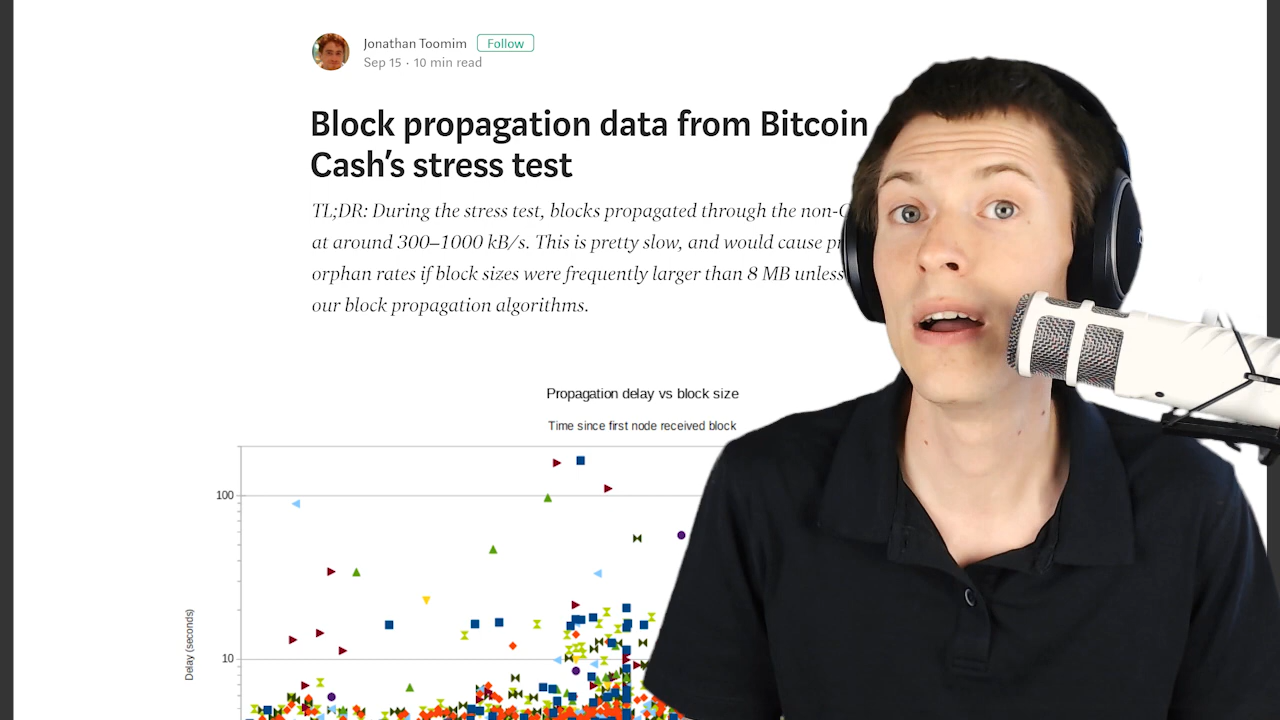 Jonathan Toomim Follow
Sep 15 · 10 min read
Block propagation data from Bitcoin
Cash’s stress test
TL;DR: During the stress test, blocks propagated through the
at around 300–1000 kB/s. This is pretty slow, and would cause
orphan rates if block sizes were frequently larger than 8 MB unless
our block propagation algorithms.
Propagation delay vs block size
Time since first node received block
100
10
Delay (seconds)